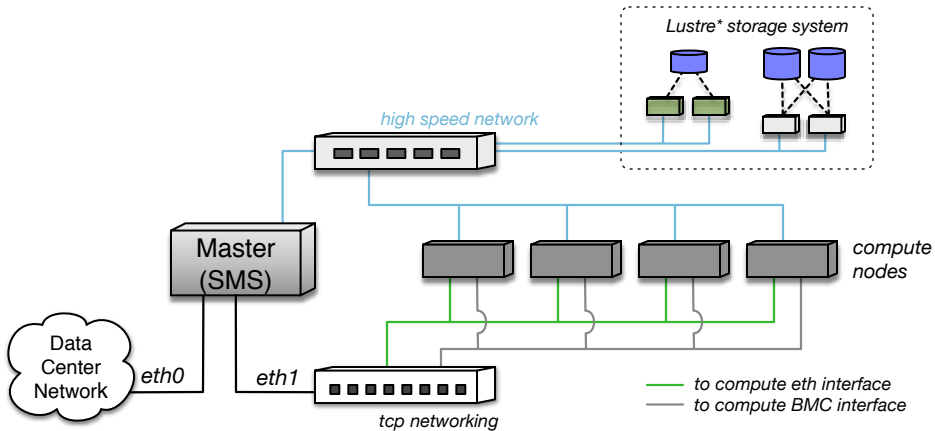 Lustre* storage system
high speed network
Master
(SMS)
compute
nodes
Data
Center
Network
eth0
eth1
tcp networking
to compute eth interface
to compute BMC interface